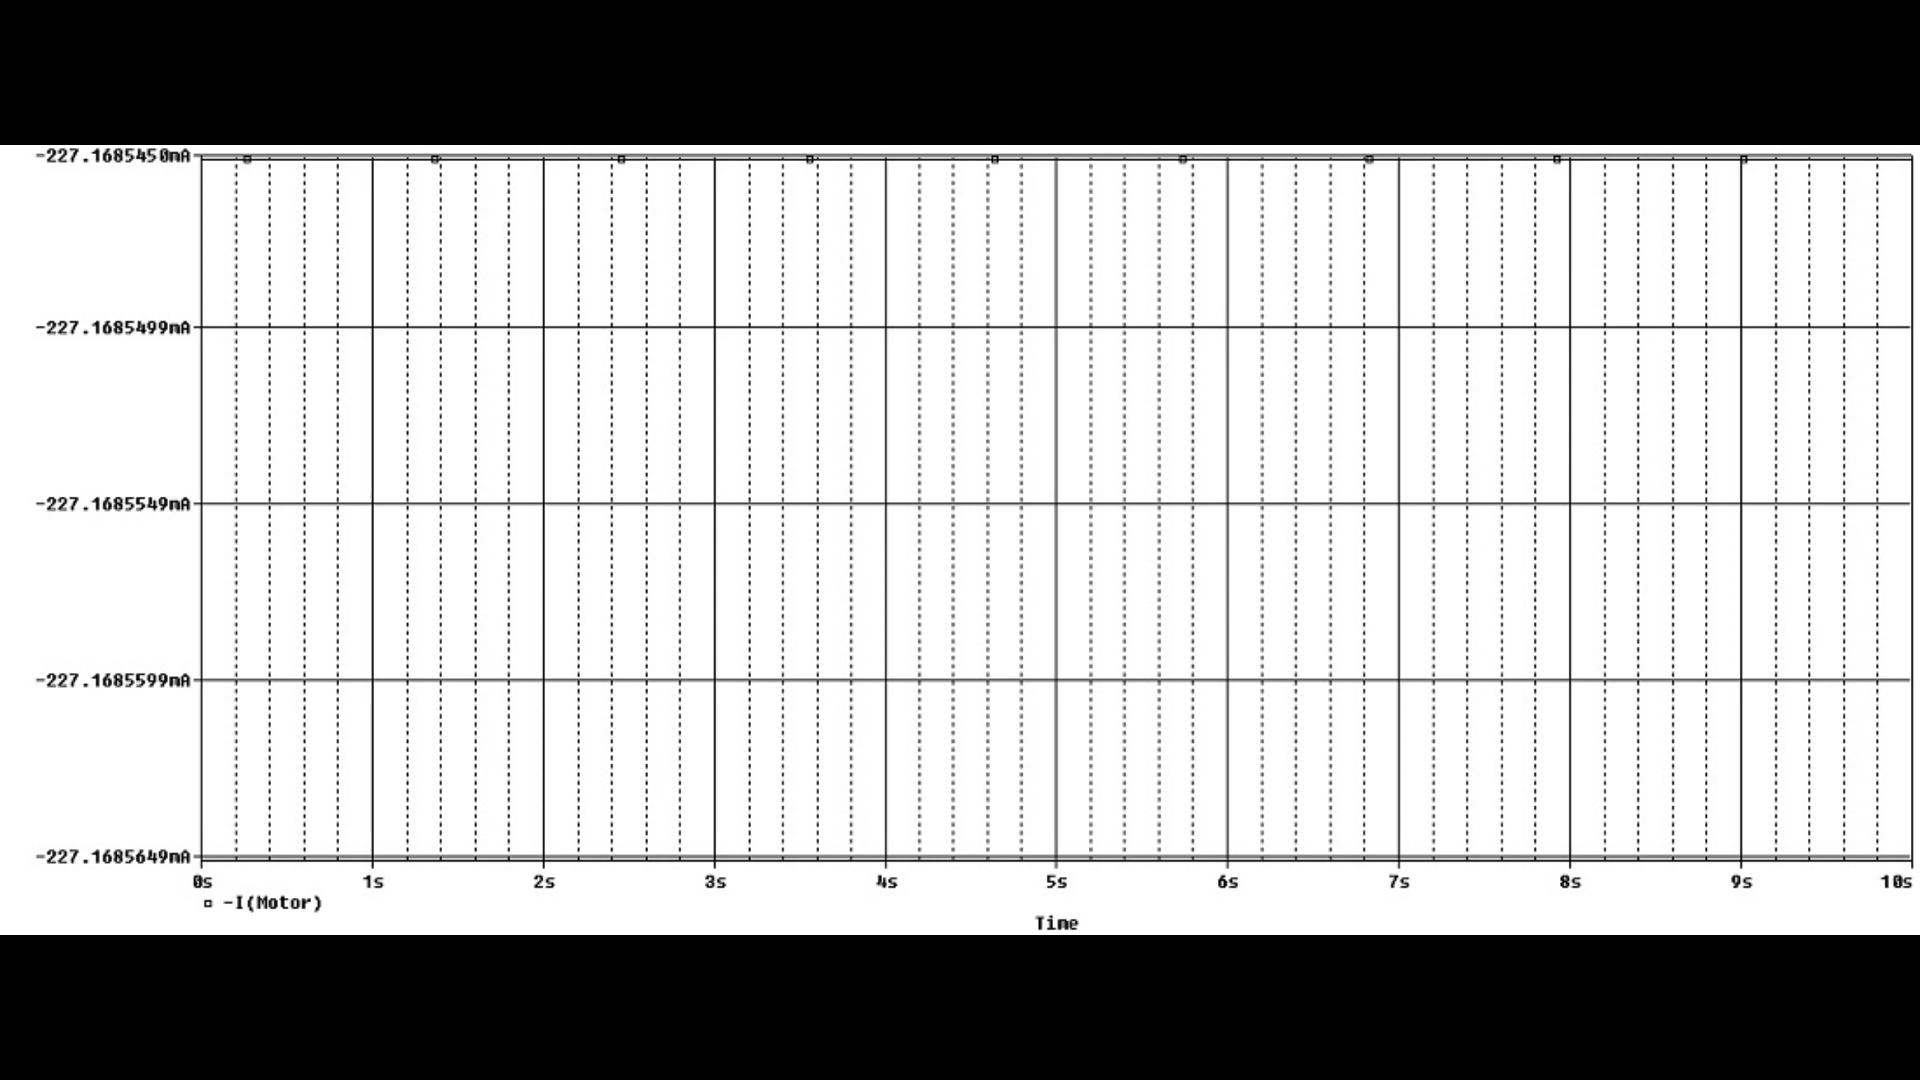 -227.1685450mA
-227.1685499mA
-227.1685549mA
-227.1685599mA
-227.1685649mA
0s 1s 2s 3s 4s 5s 6s 7s 8s 9s 10s
-I(Motor)
Time